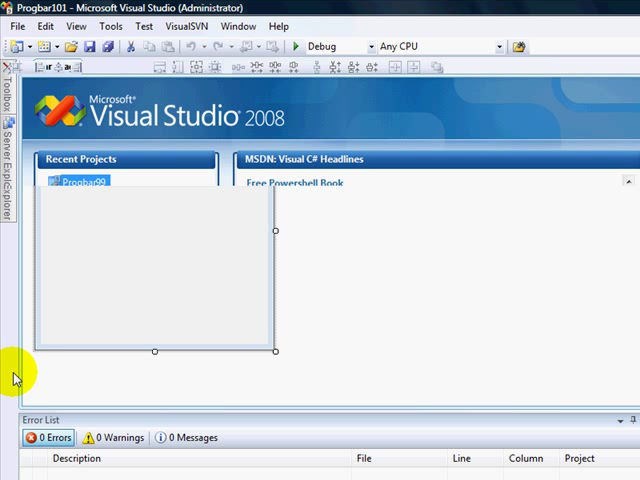 Progbar101 - Microsoft Visual Studio (Administrator)
File Edit View Tools Test VisualSVN Window Help
Debug Any CPU
Toolbox
Server Explorer
Microsoft®
Visual Studio® 2008
Recent Projects
MSDN: Visual C# Headlines
Progbar99
Free Powershell Book
Error List
0 Errors 0 Warnings 0 Messages
Description File Line Column Project